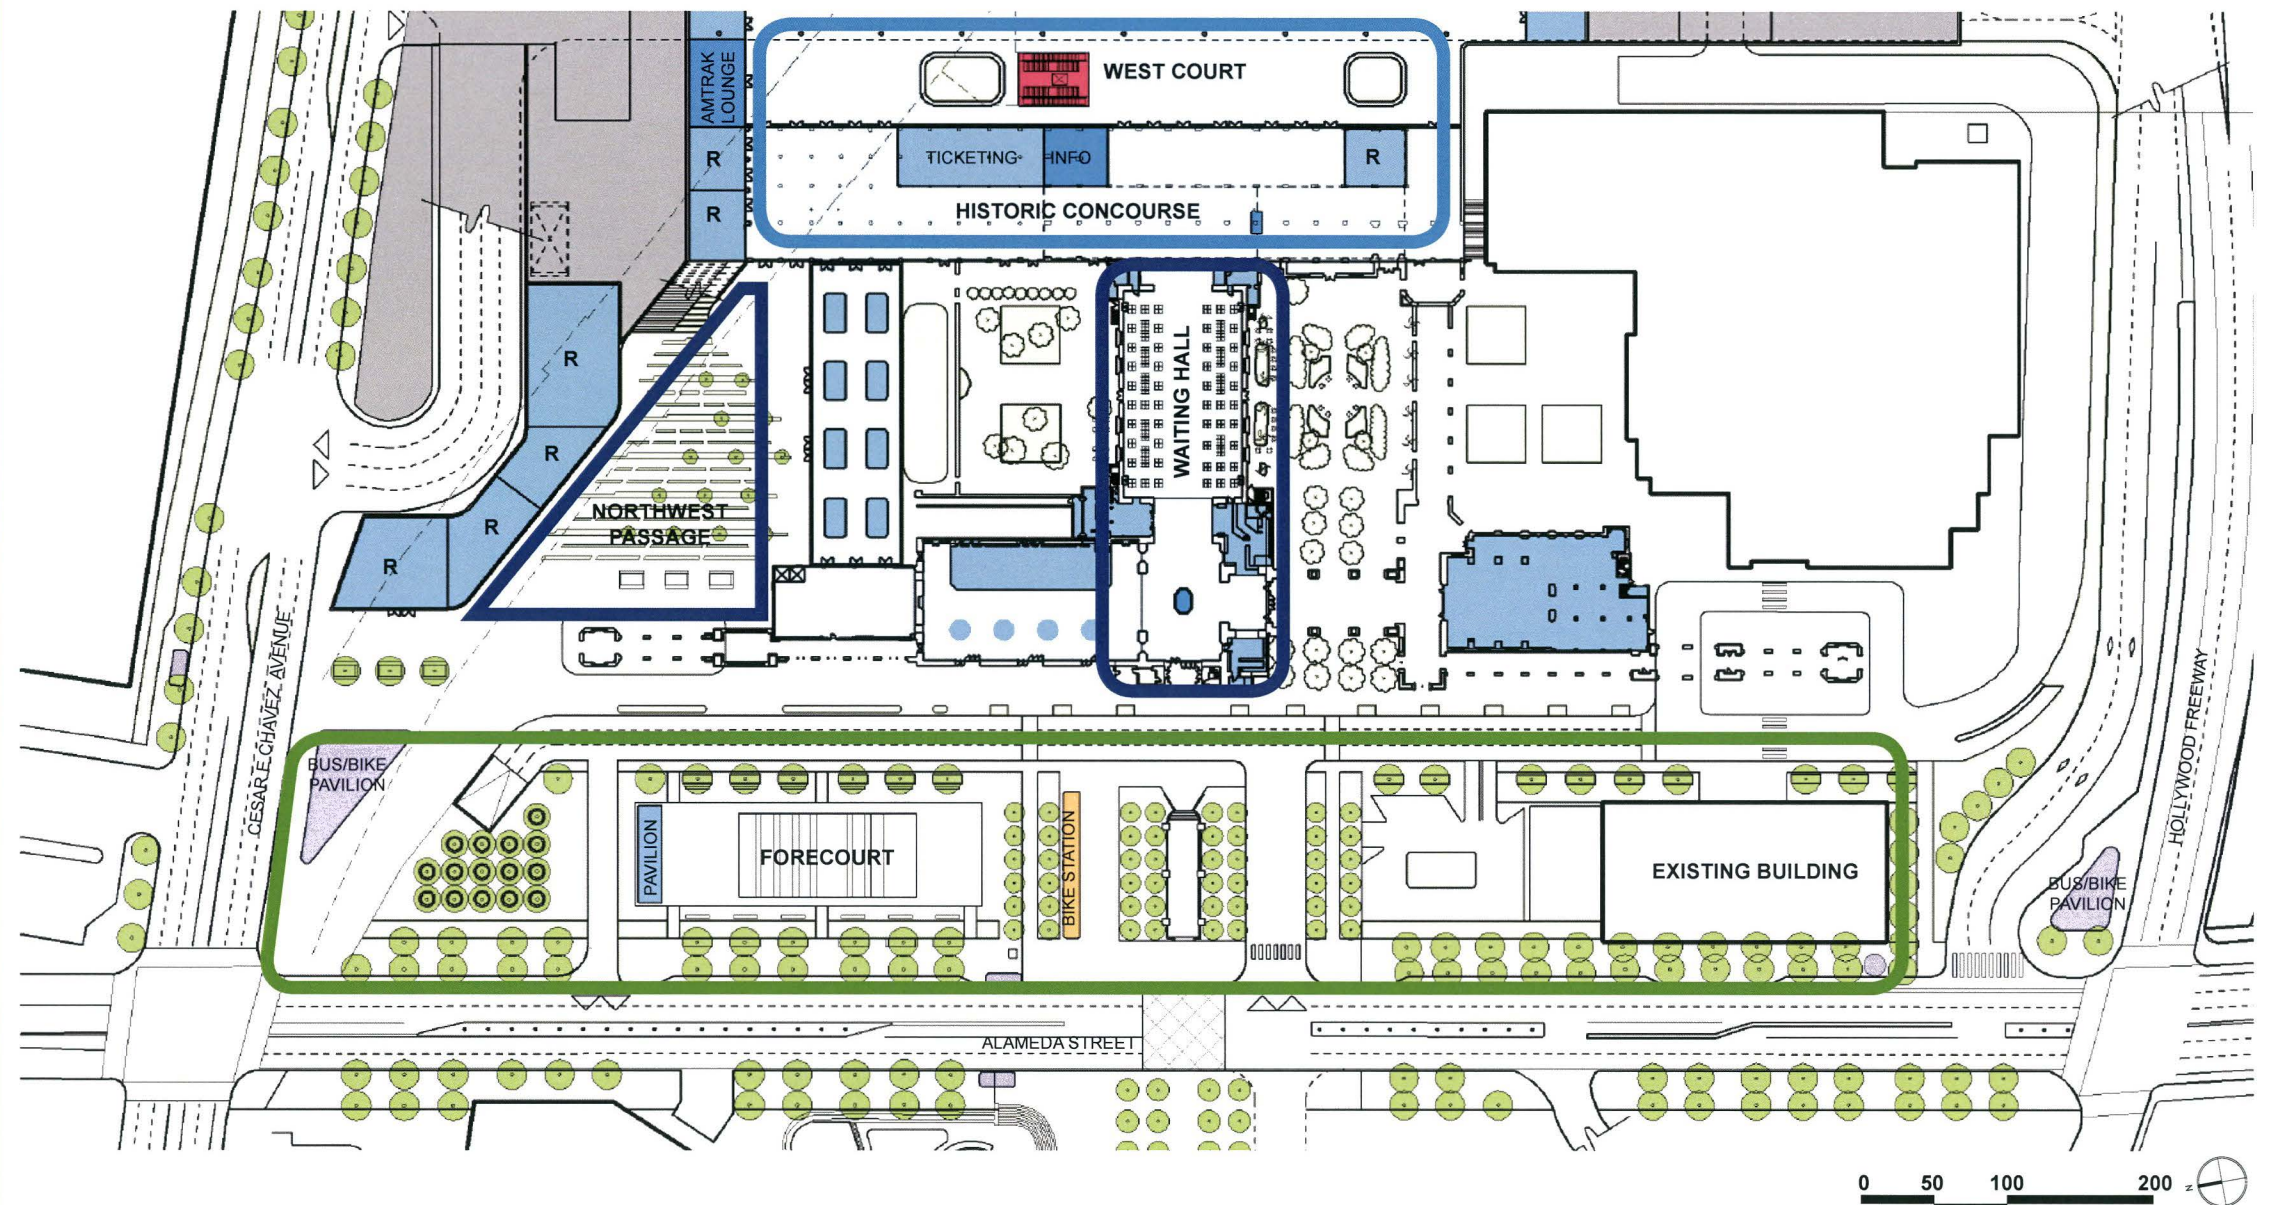 AMTRAK
LOUNGE
WEST COURT
R
TICKETING
INFO
R
R
HISTORIC CONCOURSE
R
WAITING HALL
R
NORTHWEST
PASSAGE
R
R
CESAR E CHAVEZ AVENUE
HOLLYWOOD FREEWAY
BUS/BIKE
PAVILION
PAVILION
FORECOURT
BIKE STATION
EXISTING BUILDING
BUS/BIKE
PAVILION
ALAMEDA STREET
0 50 100 200
N